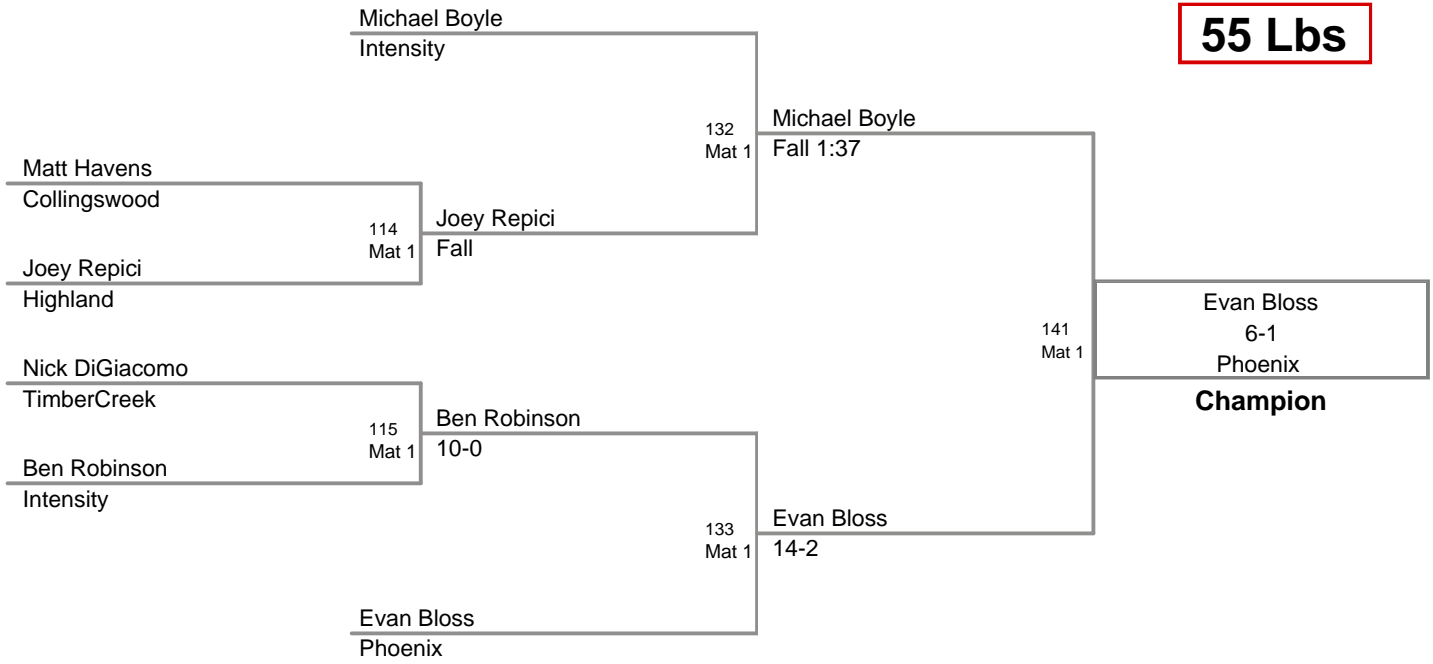 Michael Boyle
Intensity
55 Lbs
132
Mat 1
Michael Boyle
Fall 1:37
Matt Havens
Collingswood
114
Mat 1
Joey Repici
Fall
Joey Repici
Highland
Evan Bloss
6-1
Phoenix
Champion
141
Mat 1
Nick DiGiacomo
TimberCreek
115
Mat 1
Ben Robinson
10-0
Ben Robinson
Intensity
133
Mat 1
Evan Bloss
14-2
Evan Bloss
Phoenix